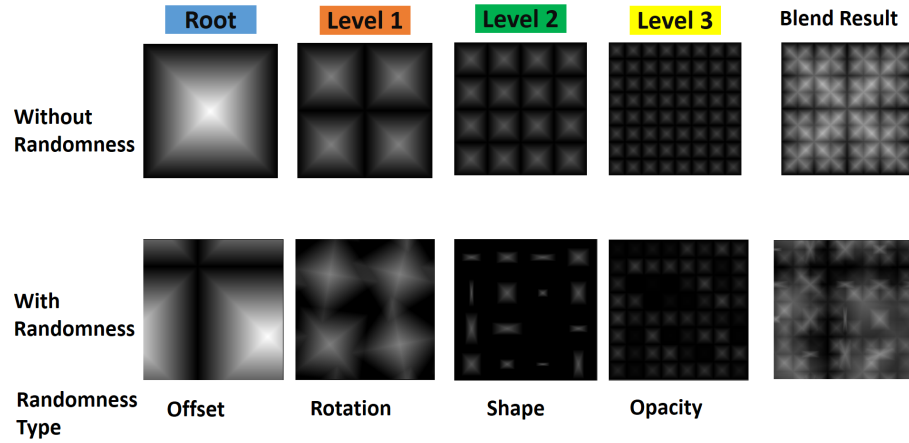 Root Level 1 Level 2 Level 3 Blend Result
Without
Randomness
With
Randomness
Randomness
Type
Offset Rotation Shape Opacity